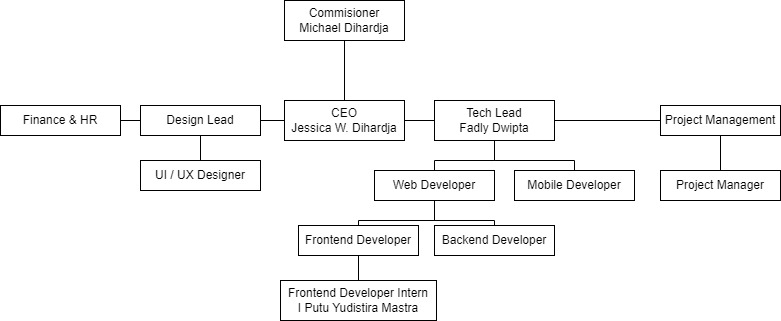 Commisioner
Michael Dihardja
Finance & HR
Design Lead
CEO
Jessica W. Dihardja
Tech Lead
Fadly Dwipta
Project Management
UI / UX Designer
Web Developer
Mobile Developer
Project Manager
Frontend Developer
Backend Developer
Frontend Developer Intern
I Putu Yudistira Mastra